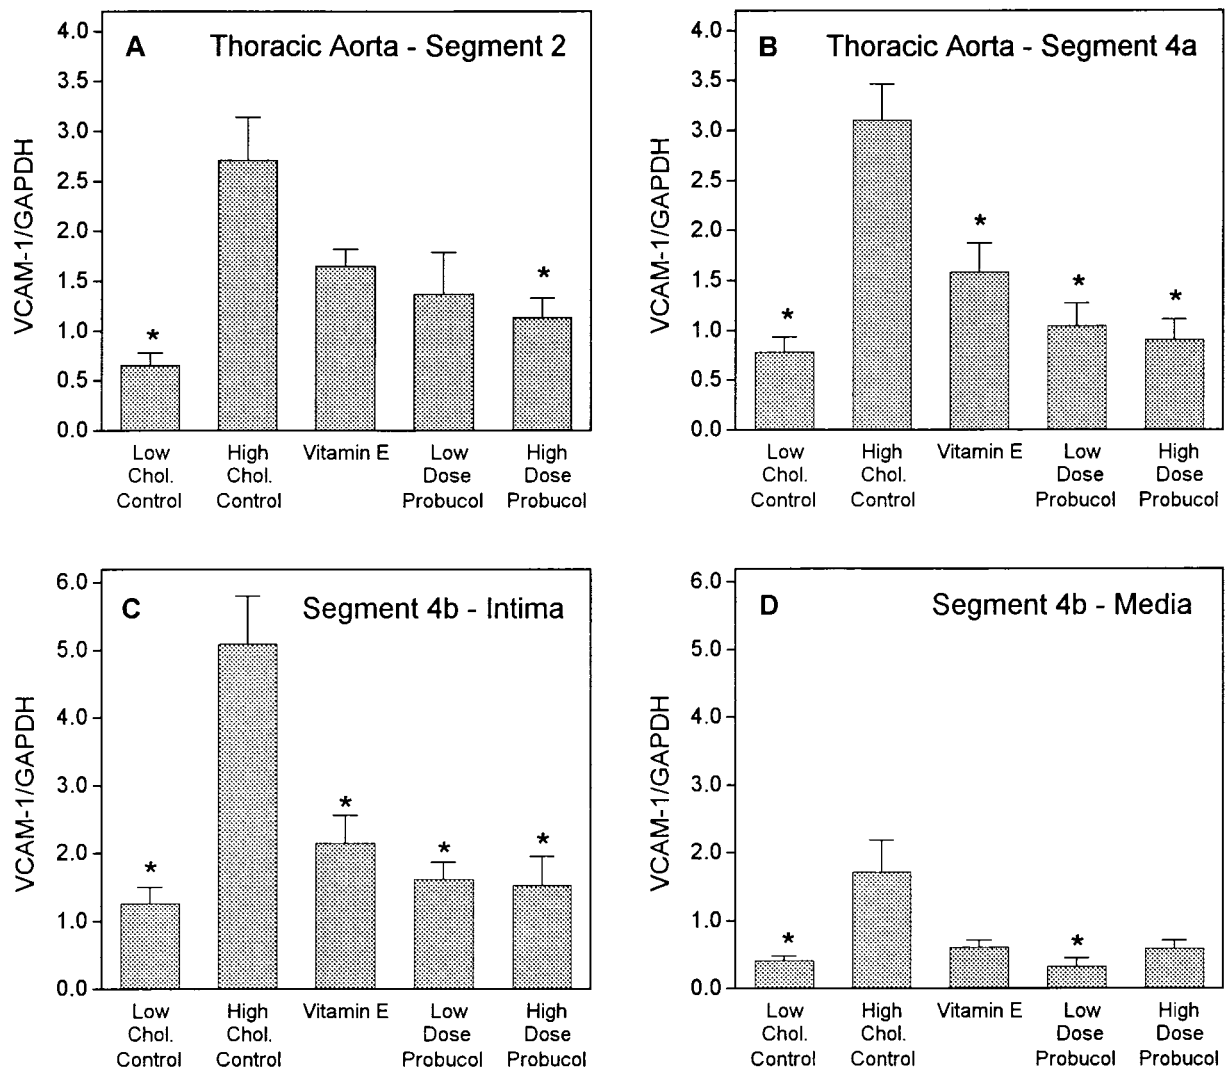 A Thoracic Aorta - Segment 2
VCAM-1/GAPDH
4.0
3.5
3.0
2.5
2.0
1.5
1.0
0.5
0.0
*
*
Low Chol. Control
High Chol. Control
Vitamin E
Low Dose Probucol
High Dose Probucol
B Thoracic Aorta - Segment 4a
VCAM-1/GAPDH
4.0
3.5
3.0
2.5
2.0
1.5
1.0
0.5
0.0
*
*
*
*
Low Chol. Control
High Chol. Control
Vitamin E
Low Dose Probucol
High Dose Probucol
C Segment 4b - Intima
VCAM-1/GAPDH
6.0
5.0
4.0
3.0
2.0
1.0
0.0
*
*
*
*
Low Chol. Control
High Chol. Control
Vitamin E
Low Dose Probucol
High Dose Probucol
D Segment 4b - Media
VCAM-1/GAPDH
6.0
5.0
4.0
3.0
2.0
1.0
0.0
*
*
Low Chol. Control
High Chol. Control
Vitamin E
Low Dose Probucol
High Dose Probucol